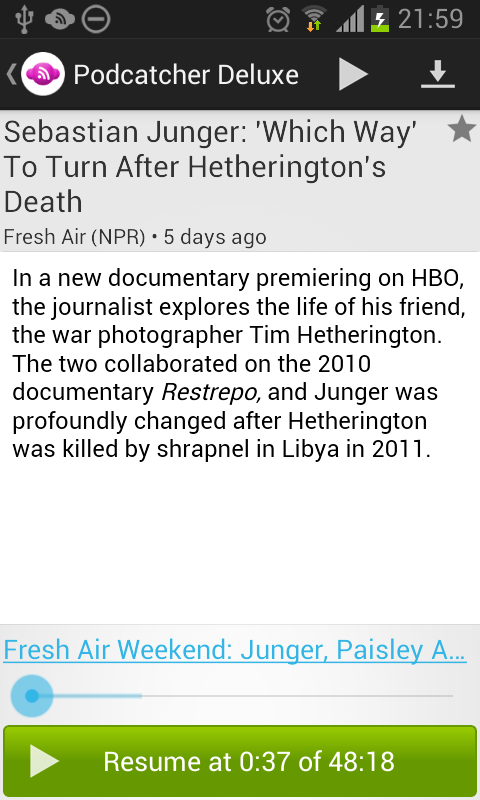 21:59
Podcatcher Deluxe
Sebastian Junger: 'Which Way'
To Turn After Hetherington's
Death
Fresh Air (NPR) • 5 days ago
In a new documentary premiering on HBO,
the journalist explores the life of his friend,
the war photographer Tim Hetherington.
The two collaborated on the 2010
documentary Restrepo, and Junger was
profoundly changed after Hetherington
was killed by shrapnel in Libya in 2011.
Fresh Air Weekend: Junger, Paisley A...
Resume at 0:37 of 48:18